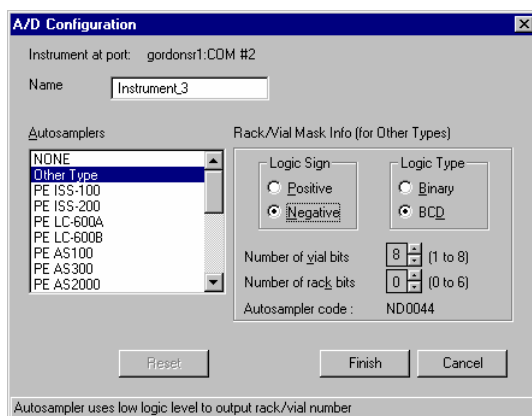 A/D Configuration
Instrument at port: gordonsr1:COM #2
Name Instrument_3
Autosamplers
NONE
Other Type
PE ISS-100
PE ISS-200
PE LC-600A
PE LC-600B
PE AS100
PE AS300
PE AS2000
Rack/Vial Mask Info (for Other Types)
Logic Sign
Positive
Negative
Logic Type
Binary
BCD
Number of vial bits 8 (1 to 8)
Number of rack bits 0 (0 to 6)
Autosampler code : ND0044
Reset Finish Cancel
Autosampler uses low logic level to output rack/vial number